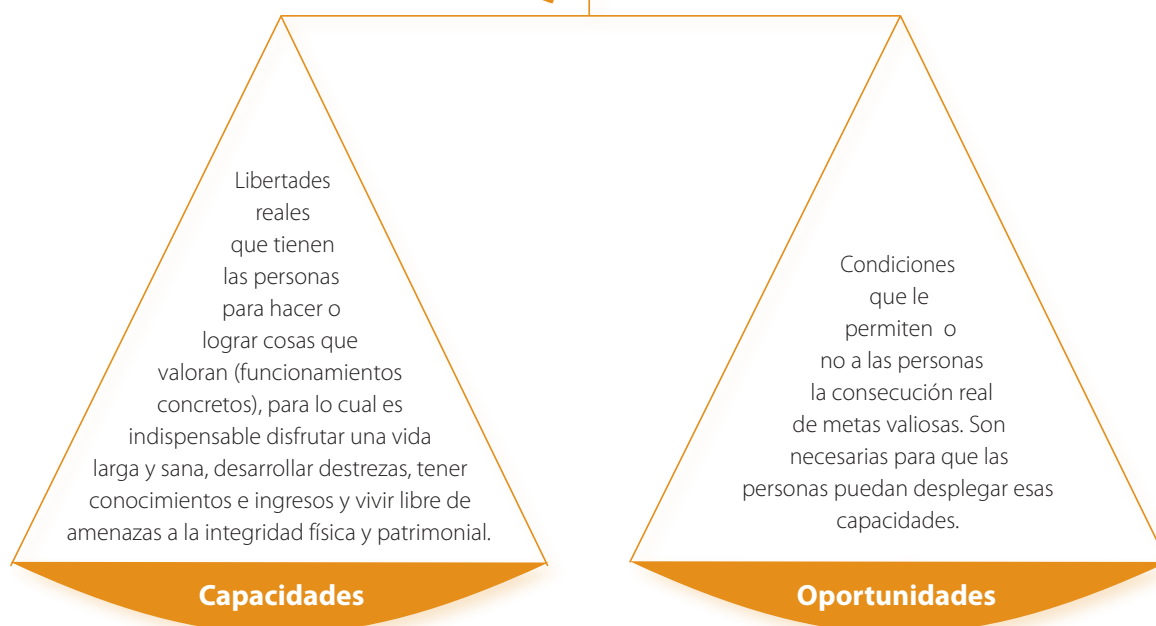 Libertades
reales
que tienen
las personas
para hacer o
lograr cosas que
valoran (funcionamientos
concretos), para lo cual es
indispensable disfrutar una vida
larga y sana, desarrollar destrezas, tener
conocimientos e ingresos y vivir libre de
amenazas a la integridad física y patrimonial.
Capacidades
Condiciones
que le
permiten o
no a las personas
la consecución real
de metas valiosas. Son
necesarias para que las
personas puedan desplegar esas
capacidades.
Oportunidades